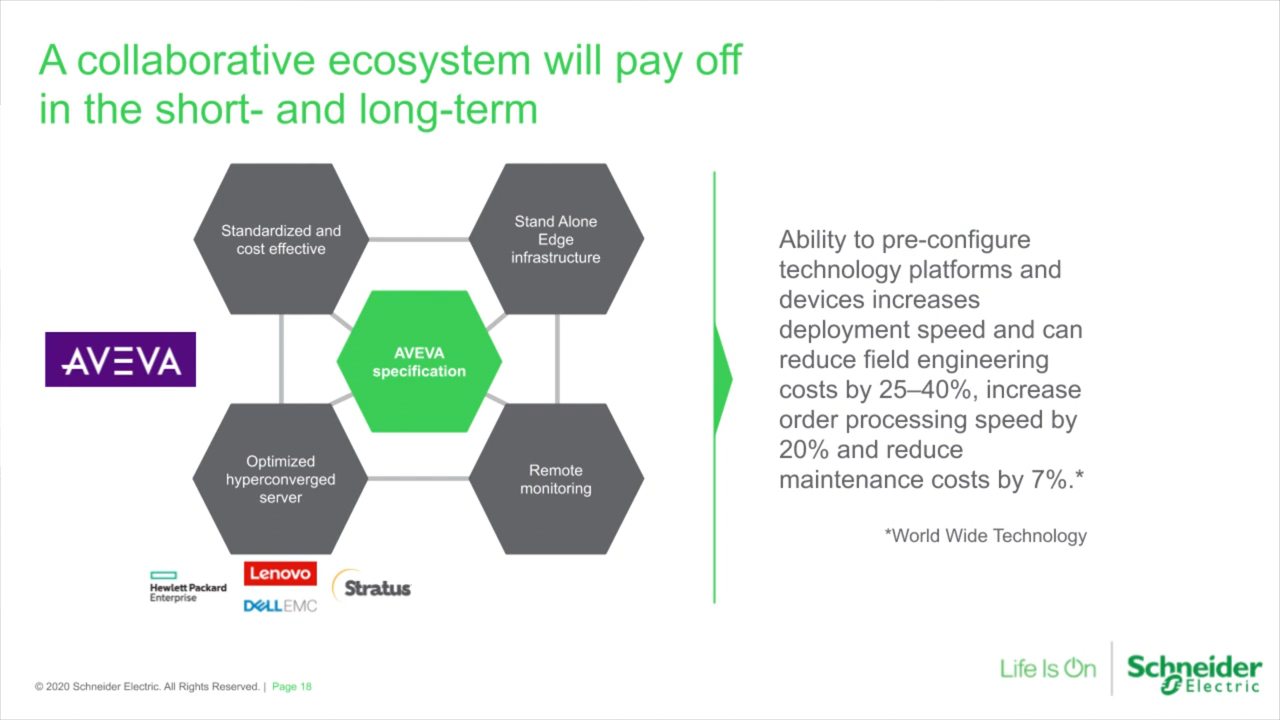 A collaborative ecosystem will pay off
in the short- and long-term
Standardized and
cost effective
Stand Alone
Edge
infrastructure
AVEVA
AVEVA
specification
Optimized
hyperconverged
server
Remote
monitoring
Hewlett Packard
Enterprise
Lenovo
DELLEMC
Stratus
Ability to pre-configure
technology platforms and
devices increases
deployment speed and can
reduce field engineering
costs by 25–40%, increase
order processing speed by
20% and reduce
maintenance costs by 7%.*
*World Wide Technology
© 2020 Schneider Electric. All Rights Reserved. | Page 18
Life Is On
Schneider
Electric